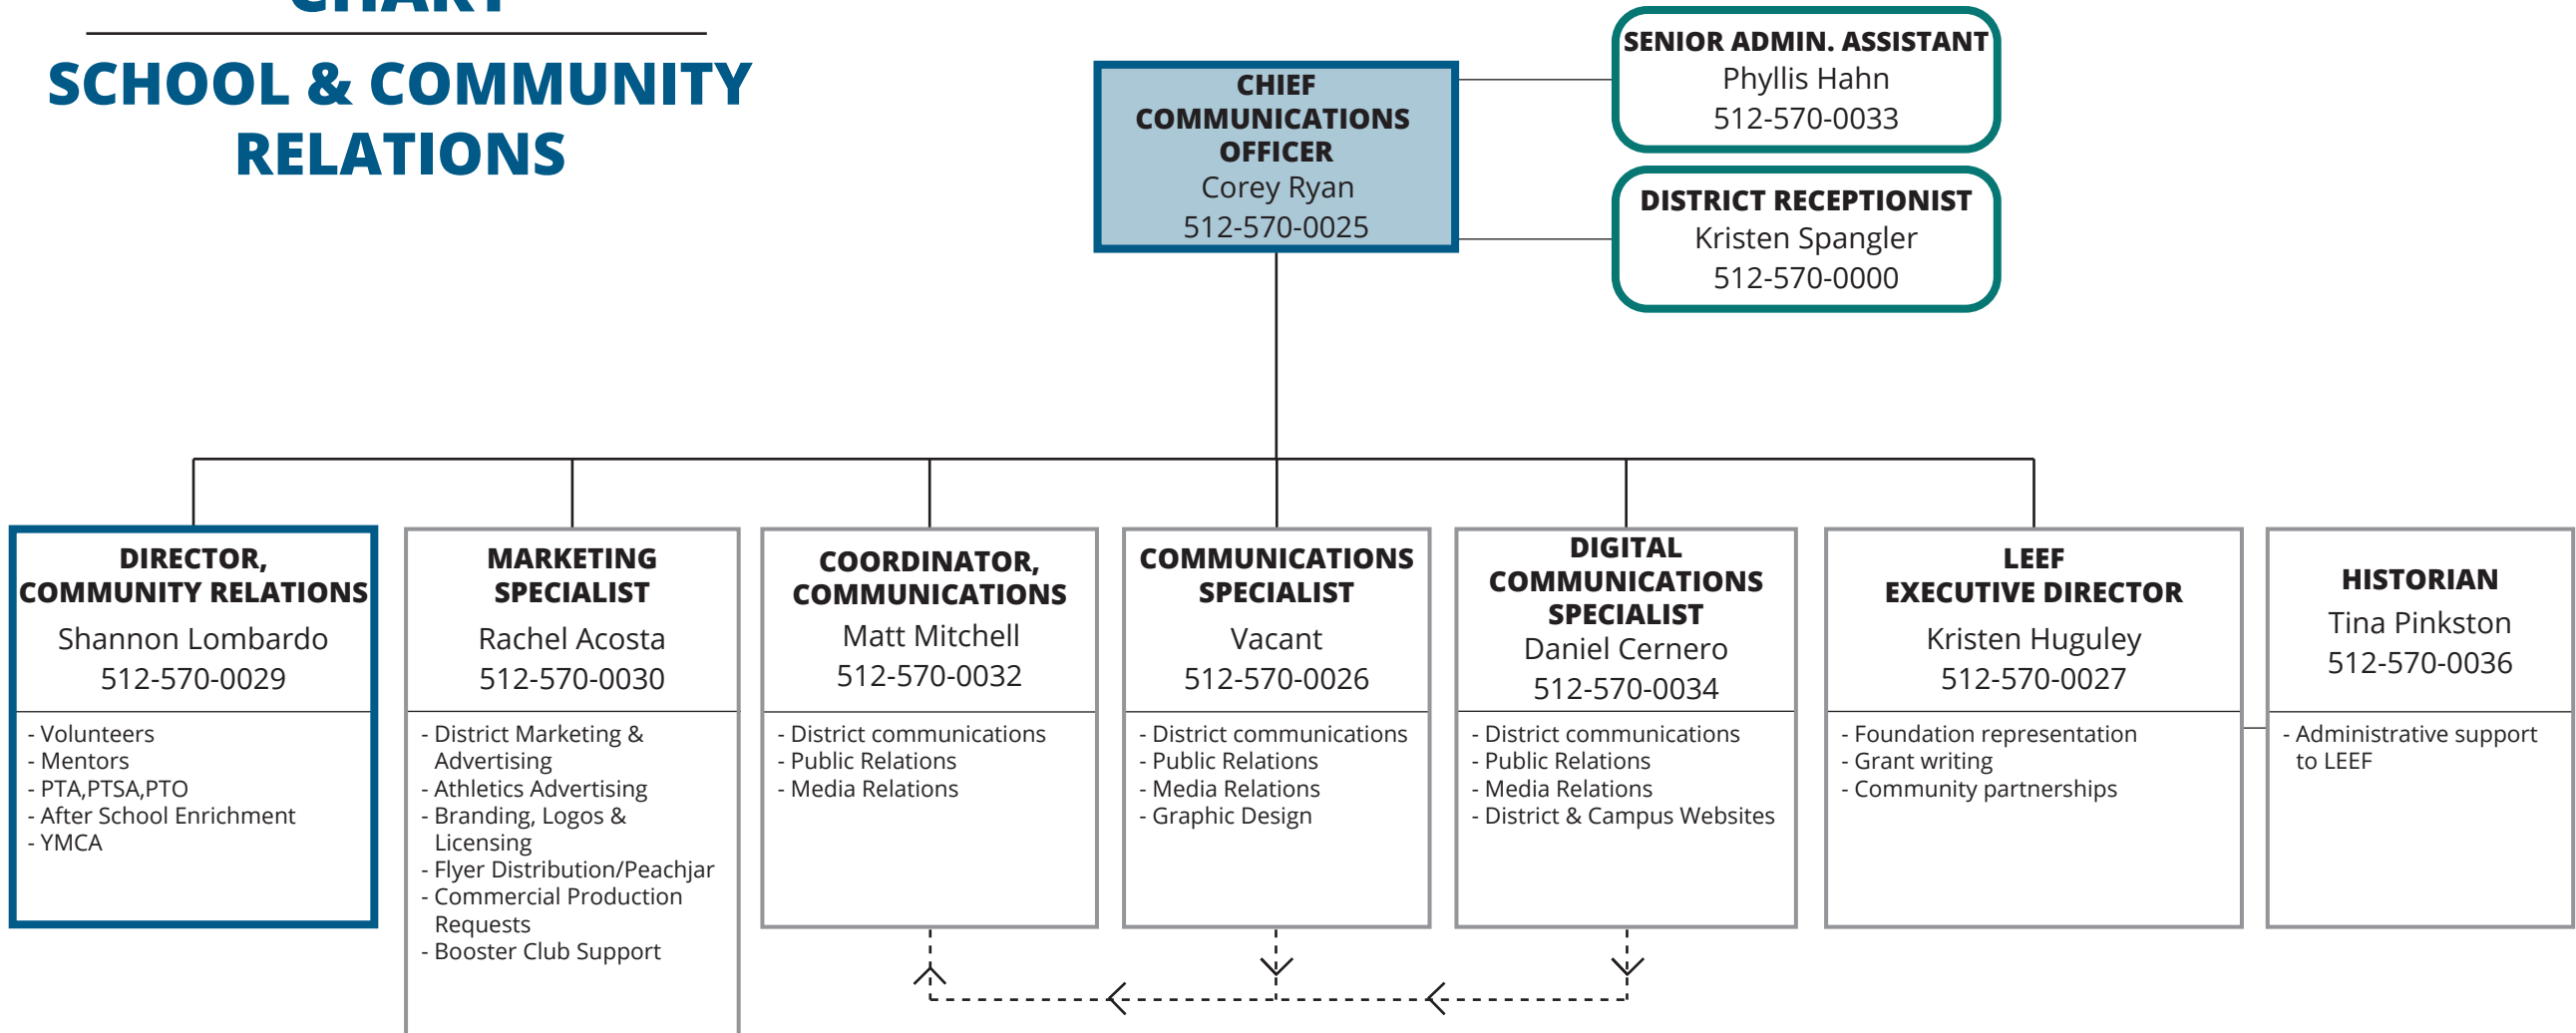 CHART
SCHOOL & COMMUNITY
RELATIONS
CHIEF
COMMUNICATIONS
OFFICER
Corey Ryan
512-570-0025
SENIOR ADMIN. ASSISTANT
Phyllis Hahn
512-570-0033
DISTRICT RECEPTIONIST
Kristen Spangler
512-570-0000
DIRECTOR,
COMMUNITY RELATIONS
Shannon Lombardo
512-570-0029
- Volunteers
- Mentors
- PTA,PTSA,PTO
- After School Enrichment
- YMCA
MARKETING
SPECIALIST
Rachel Acosta
512-570-0030
- District Marketing &
Advertising
- Athletics Advertising
- Branding, Logos &
Licensing
- Flyer Distribution/Peachjar
- Commercial Production
Requests
- Booster Club Support
COORDINATOR,
COMMUNICATIONS
Matt Mitchell
512-570-0032
- District communications
- Public Relations
- Media Relations
COMMUNICATIONS
SPECIALIST
Vacant
512-570-0026
- District communications
- Public Relations
- Media Relations
- Graphic Design
DIGITAL
COMMUNICATIONS
SPECIALIST
Daniel Cernero
512-570-0034
- District communications
- Public Relations
- Media Relations
- District & Campus Websites
LEEF
EXECUTIVE DIRECTOR
Kristen Huguley
512-570-0027
- Foundation representation
- Grant writing
- Community partnerships
HISTORIAN
Tina Pinkston
512-570-0036
- Administrative support
to LEEF